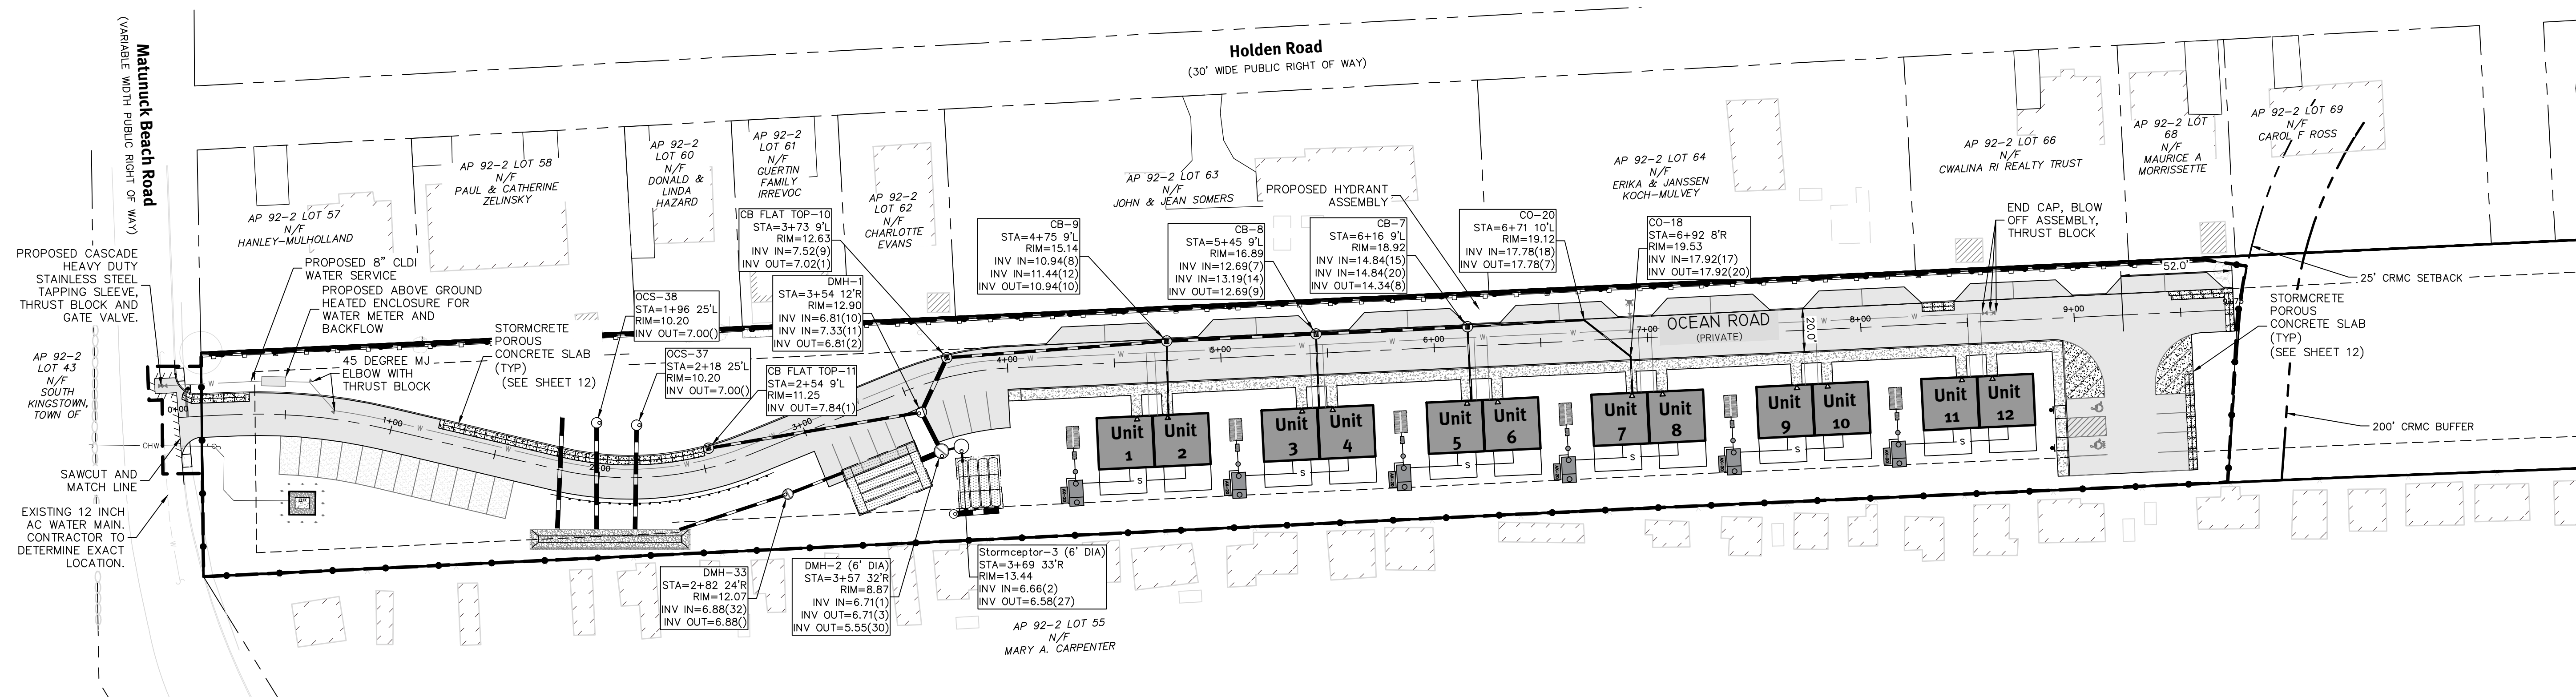 Holden Road
(30' WIDE PUBLIC RIGHT OF WAY)
Matunuck Beach Road
(VARIABLE WIDTH PUBLIC RIGHT OF WAY)
AP 92-2 LOT 57
N/F
HANLEY-MULHOLLAND
AP 92-2 LOT 58
N/F
PAUL & CATHERINE
ZELINSKY
AP 92-2
LOT 60
N/F
DONALD &
LINDA
HAZARD
AP 92-2
LOT 61
N/F
GUERTIN
FAMILY
IRREVOC
AP 92-2
LOT 62
N/F
CHARLOTTE
EVANS
AP 92-2 LOT 63
N/F
JOHN & JEAN SOMERS
AP 92-2 LOT 64
N/F
ERIKA & JANSSEN
KOCH-MULVEY
AP 92-2 LOT 66
N/F
CWALINA RI REALTY TRUST
AP 92-2 LOT
68
N/F
MAURICE A
MORRISSETTE
AP 92-2 LOT 69
N/F
CAROL F ROSS
PROPOSED CASCADE
HEAVY DUTY
STAINLESS STEEL
TAPPING SLEEVE,
THRUST BLOCK AND
GATE VALVE.
AP 92-2
LOT 43
N/F
SOUTH
KINGSTOWN,
TOWN OF
SAWCUT AND
MATCH LINE
EXISTING 12 INCH
AC WATER MAIN.
CONTRACTOR TO
DETERMINE EXACT
LOCATION.
OHW
PROPOSED 8" CLDI
WATER SERVICE
PROPOSED ABOVE GROUND
HEATED ENCLOSURE FOR
WATER METER AND
BACKFLOW
45 DEGREE MJ
ELBOW WITH
THRUST BLOCK
STORMCRETE
POROUS
CONCRETE SLAB
(TYP)
(SEE SHEET 12)
OCS-38
STA=1+96 25'L
RIM=10.20
INV OUT=7.00()
OCS-37
STA=2+18 25'L
RIM=10.20
INV OUT=7.00()
CB FLAT TOP-10
STA=3+73 9'L
RIM=12.63
INV IN=7.52(9)
INV OUT=7.02(1)
DMH-1
STA=3+54 12'R
RIM=12.90
INV IN=6.81(10)
INV IN=7.33(11)
INV OUT=6.81(2)
CB FLAT TOP-11
STA=2+54 9'L
RIM=11.25
INV OUT=7.84(1)
CB-9
STA=4+75 9'L
RIM=15.14
INV IN=10.94(8)
INV IN=11.44(12)
INV OUT=10.94(10)
CB-8
STA=5+45 9'L
RIM=16.89
INV IN=12.69(7)
INV IN=13.19(14)
INV OUT=12.69(9)
PROPOSED HYDRANT
ASSEMBLY
CB-7
STA=6+16 9'L
RIM=18.92
INV IN=14.84(15)
INV IN=14.84(20)
INV OUT=14.34(8)
CO-20
STA=6+71 10'L
RIM=19.12
INV IN=17.78(18)
INV OUT=17.78(7)
CO-18
STA=6+92 8'R
RIM=19.53
INV IN=17.92(17)
INV OUT=17.92(20)
END CAP, BLOW
OFF ASSEMBLY,
THRUST BLOCK
52.0'
25' CRMC SETBACK
STORMCRETE
POROUS
CONCRETE SLAB
(TYP)
(SEE SHEET 12)
200' CRMC BUFFER
OCEAN ROAD
(PRIVATE)
20.0'
0+00
1+00
2+00
3+00
4+00
5+00
6+00
7+00
8+00
9+00
Unit
1
Unit
2
Unit
3
Unit
4
Unit
5
Unit
6
Unit
7
Unit
8
Unit
9
Unit
10
Unit
11
Unit
12
S
S
S
S
S
S
DMH-33
STA=2+82 24'R
RIM=12.07
INV IN=6.88(32)
INV OUT=6.88()
DMH-2 (6' DIA)
STA=3+57 32'R
RIM=8.87
INV IN=6.71(1)
INV OUT=6.71(3)
INV OUT=5.55(30)
Stormceptor-3 (6' DIA)
STA=3+69 33'R
RIM=13.44
INV IN=6.66(2)
INV OUT=6.58(27)
AP 92-2 LOT 55
N/F
MARY A. CARPENTER